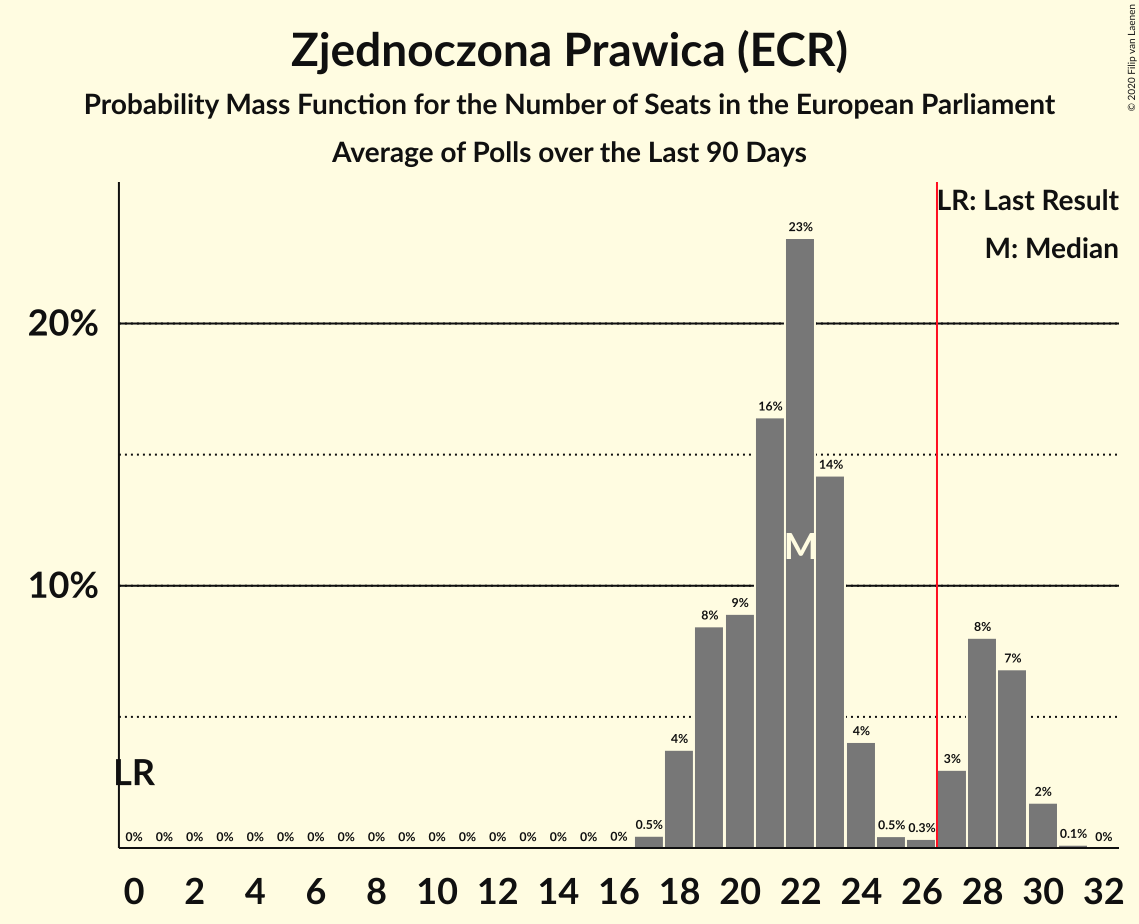 Zjednoczona Prawica (ECR)
Probability Mass Function for the Number of Seats in the European Parliament
Average of Polls over the Last 90 Days
© 2020 Filip van Laenen
LR: Last Result
M: Median
23%
20%
16%
14%
M
10%
9%
8%
8%
7%
4%
4%
3%
LR
2%
0% 0% 0% 0% 0% 0% 0% 0% 0% 0% 0% 0% 0% 0% 0% 0% 0% 0.5% 0.5% 0.3% 0.1% 0%
0 2 4 6 8 10 12 14 16 18 20 22 24 26 28 30 32